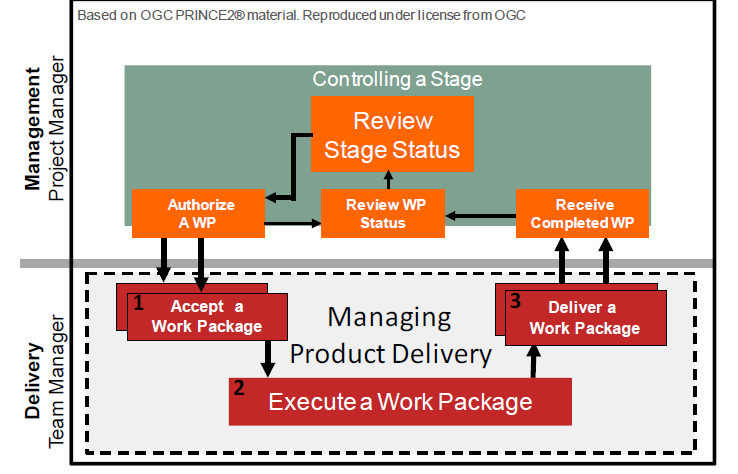 Based on OGC PRINCE2® material. Reproduced under license from OGC
Management
Project Manager
Controlling a Stage
Review
Stage Status
Authorize
A WP
Review WP
Status
Receive
Completed WP
Delivery
Team Manager
1
Accept a
Work Package
Managing
Product Delivery
3
Deliver a
Work Package
2
Execute a Work Package